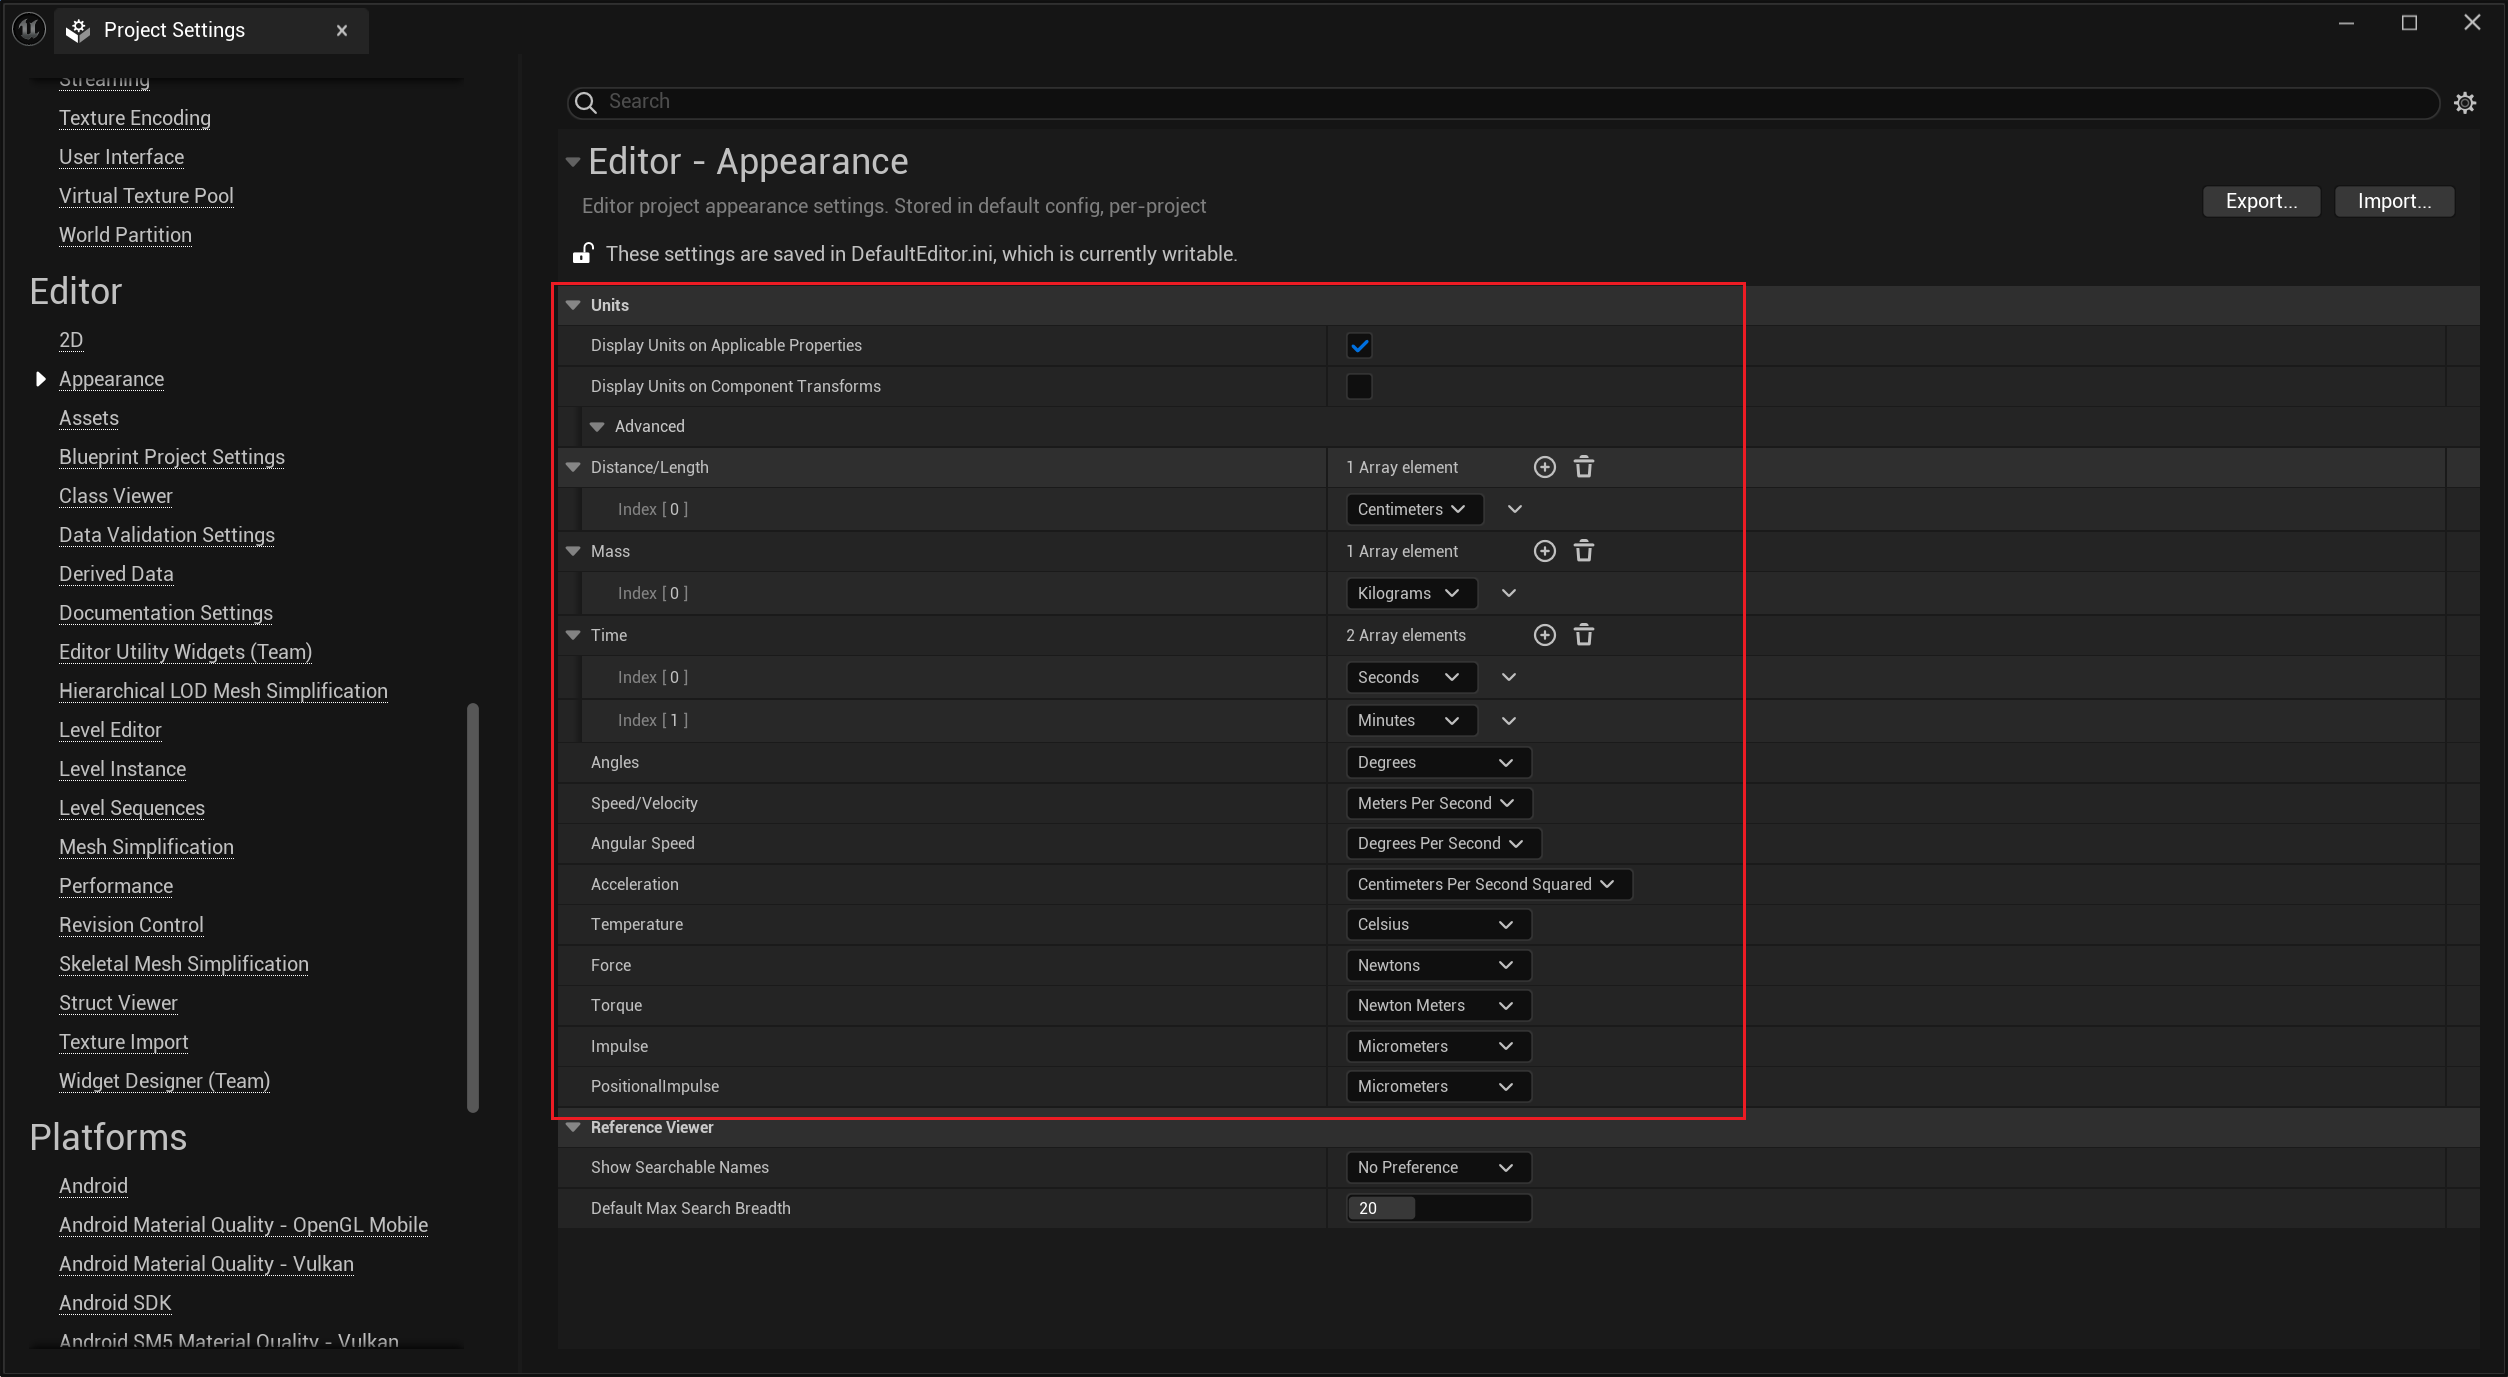 Project Settings
Streaming
Texture Encoding
User Interface
Virtual Texture Pool
World Partition
Editor
2D
Appearance
Assets
Blueprint Project Settings
Class Viewer
Data Validation Settings
Derived Data
Documentation Settings
Editor Utility Widgets (Team)
Hierarchical LOD Mesh Simplification
Level Editor
Level Instance
Level Sequences
Mesh Simplification
Performance
Revision Control
Skeletal Mesh Simplification
Struct Viewer
Texture Import
Widget Designer (Team)
Platforms
Android
Android Material Quality - OpenGL Mobile
Android Material Quality - Vulkan
Android SDK
Android SM5 Material Quality - Vulkan
Search
Editor - Appearance
Editor project appearance settings. Stored in default config, per-project
Export... Import...
These settings are saved in DefaultEditor.ini, which is currently writable.
Units
Display Units on Applicable Properties
Display Units on Component Transforms
Advanced
Distance/Length 1 Array element
Index [ 0 ] Centimeters
Mass 1 Array element
Index [ 0 ] Kilograms
Time 2 Array elements
Index [ 0 ] Seconds
Index [ 1 ] Minutes
Angles Degrees
Speed/Velocity Meters Per Second
Angular Speed Degrees Per Second
Acceleration Centimeters Per Second Squared
Temperature Celsius
Force Newtons
Torque Newton Meters
Impulse Micrometers
PositionalImpulse Micrometers
Reference Viewer
Show Searchable Names No Preference
Default Max Search Breadth 20